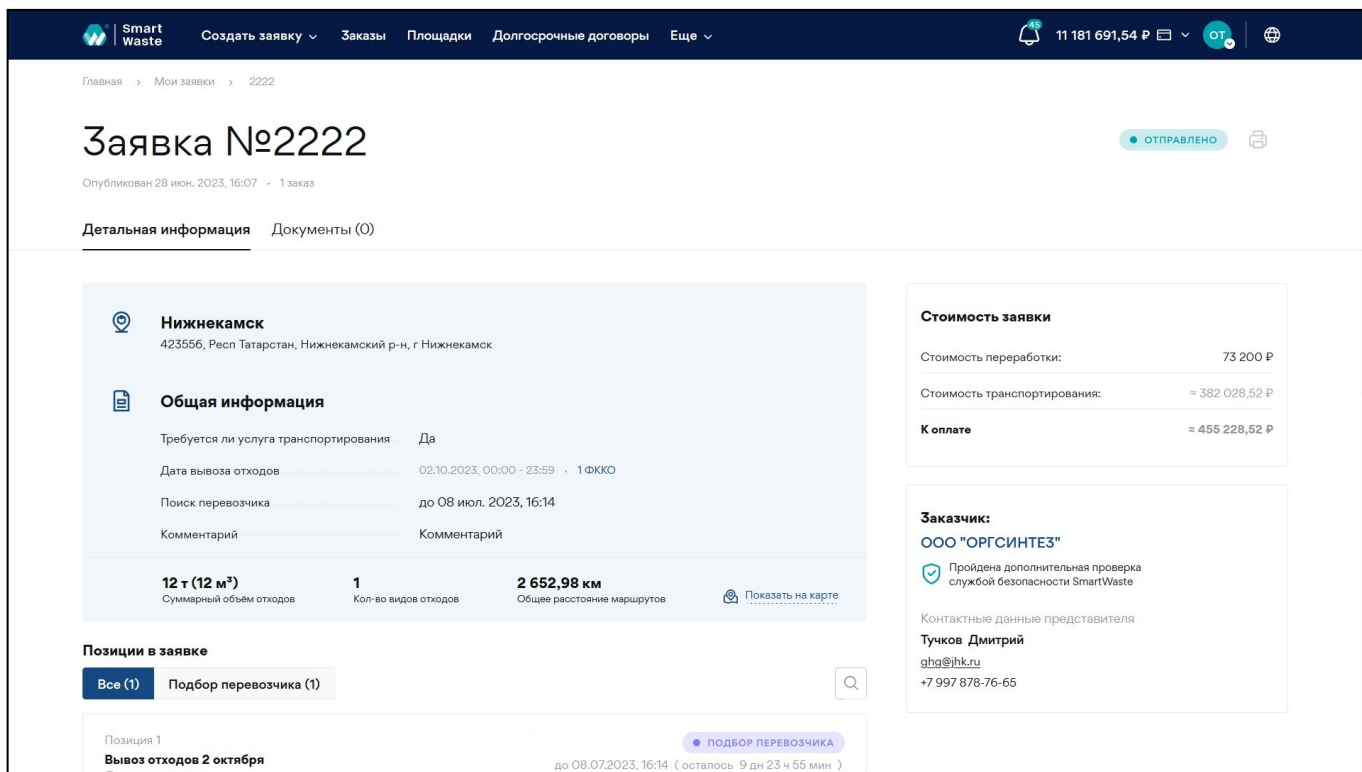 Smart Waste
Создать заявку Заказы Площадки Долгосрочные договоры Еще
45
11 181 691,54 ₽
ОТ
Главная > Мои заявки > 2222
Заявка №2222
ОТПРАВЛЕНО
Опубликован 28 июн. 2023, 16:07 • 1 заказ
Детальная информация Документы (0)
Нижнекамск
423556, Респ Татарстан, Нижнекамский р-н, г Нижнекамск
Общая информация
Требуется ли услуга транспортирования Да
Дата вывоза отходов 02.10.2023, 00:00 - 23:59 • 1 ФККО
Поиск перевозчика до 08 июл. 2023, 16:14
Комментарий Комментарий
12 т (12 м³) 1 2 652,98 км
Суммарный объём отходов Кол-во видов отходов Общее расстояние маршрутов Показать на карте
Позиции в заявке
Все (1) Подбор перевозчика (1)
Позиция 1
ПОДБОР ПЕРЕВОЗЧИКА
Вывоз отходов 2 октября
до 08.07.2023, 16:14 ( осталось 9 дн 23 ч 55 мин )
Стоимость заявки
Стоимость переработки: 73 200 ₽
Стоимость транспортирования: ≈ 382 028,52 ₽
К оплате ≈ 455 228,52 ₽
Заказчик:
ООО "ОРГСИНТЕЗ"
Пройдена дополнительная проверка
службой безопасности SmartWaste
Контактные данные представителя
Тучков Дмитрий
ghg@jhk.ru
+7 997 878-76-65